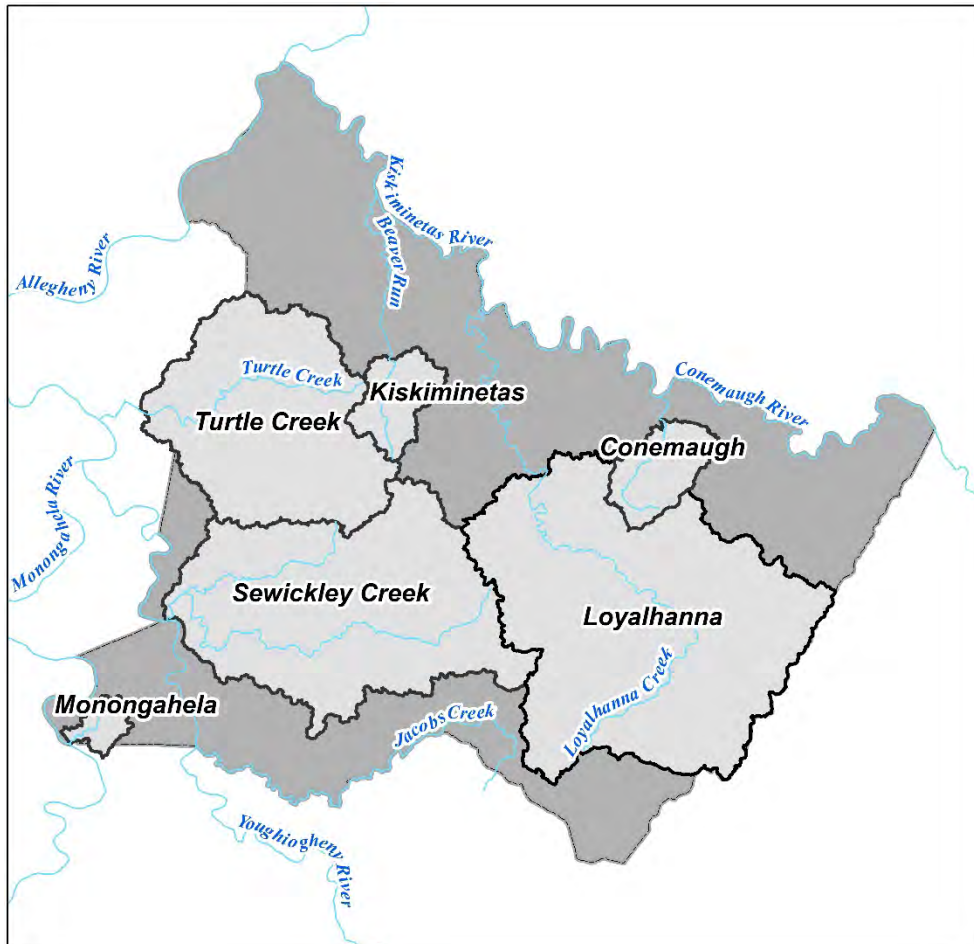 Kiskiminetas River
Beaver Run
Allegheny River
Turtle Creek
Kiskiminetas
Turtle Creek
Conemaugh River
Conemaugh
Monongahela River
Sewickley Creek
Loyalhanna
Monongahela
Loyalhanna Creek
Jacobs Creek
Youghiogheny
River